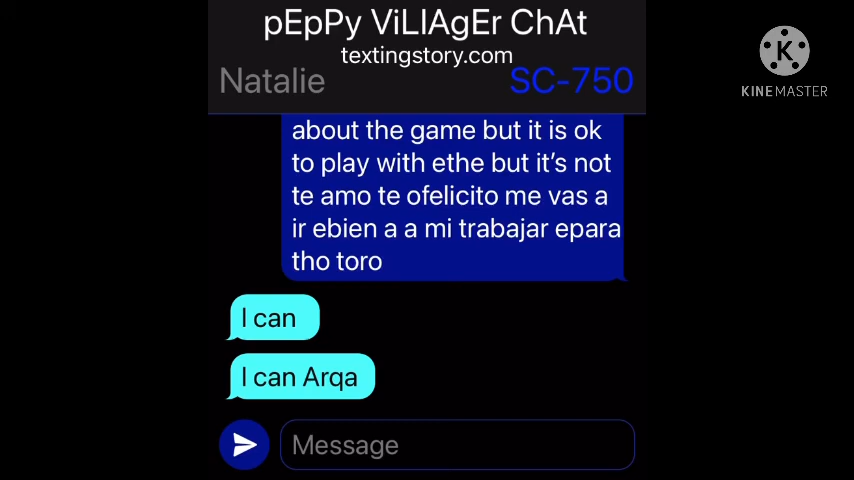 pEpPy ViLlAgEr ChAt
textingstory.com
Natalie
SC-750
KINEMASTER
about the game but it is ok
to play with ethe but it’s not
te amo te ofelicito me vas a
ir ebien a a mi trabajar epara
tho toro
I can
I can Arqa
Message